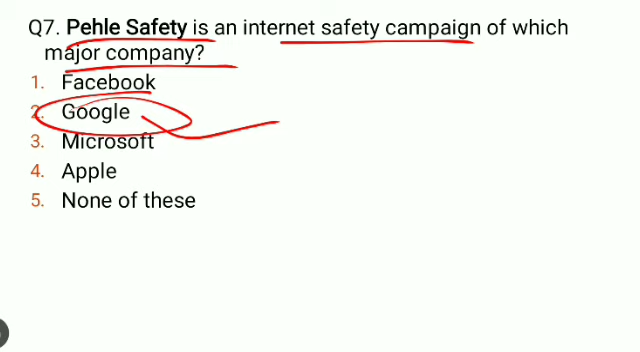 Q7. Pehle Safety is an internet safety campaign of which
major company?
1. Facebook
2. Google
3. Microsoft
4. Apple
5. None of these